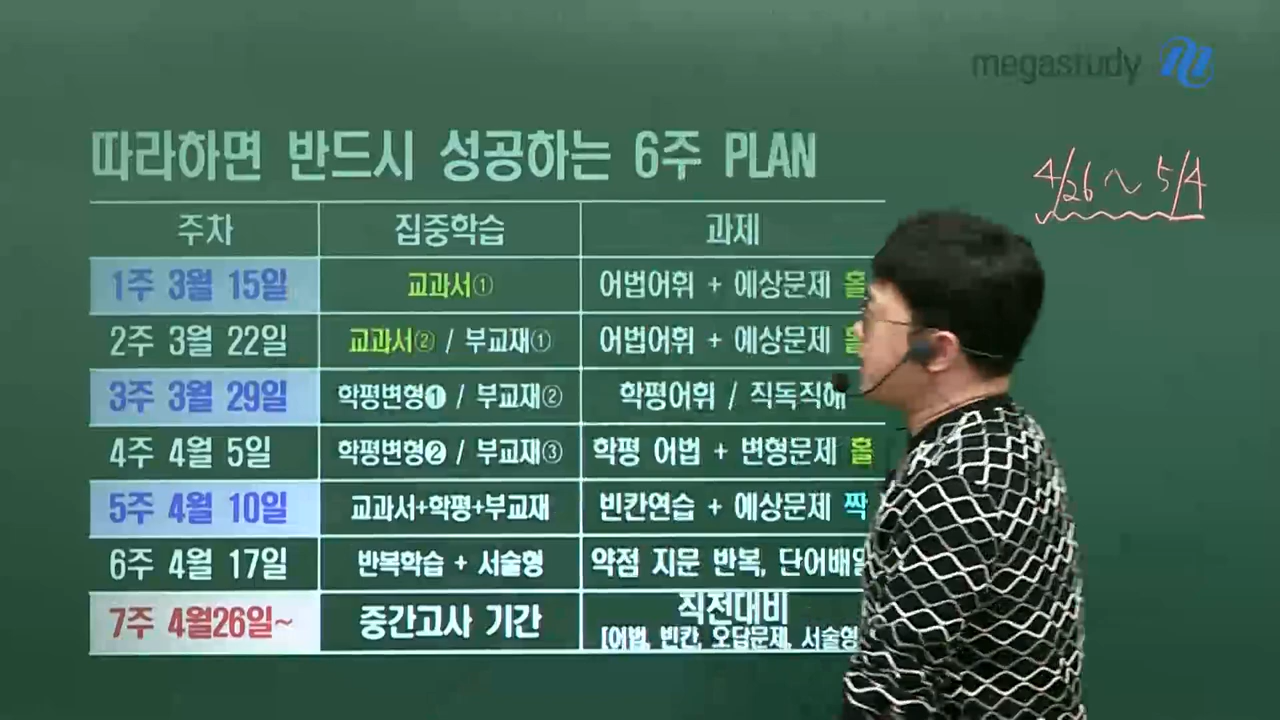 megastudy
따라하면 반드시 성공하는 6주 PLAN
4/26 ~ 5/4
주차 집중학습 과제
1주 3월 15일 교과서① 어법어휘 + 예상문제 홀
2주 3월 22일 교과서② / 부교재① 어법어휘 + 예상문제
3주 3월 29일 학평변형❶ / 부교재② 학평어휘 / 직독직해
4주 4월 5일 학평변형❷ / 부교재③ 학평 어법 + 변형문제 홀
5주 4월 10일 교과서+학평+부교재 빈칸연습 + 예상문제 짝
6주 4월 17일 반복학습 + 서술형 약점 지문 반복, 단어배열
7주 4월26일~ 중간고사 기간 직전대비
[어법, 빈칸, 오답문제, 서술형